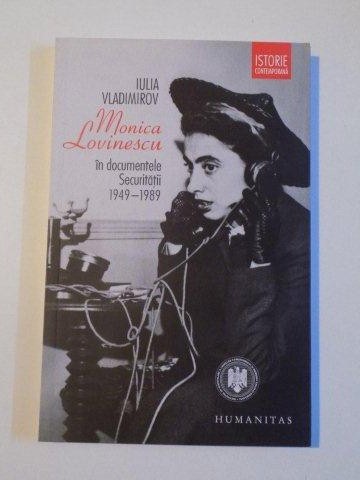 ISTORIE
CONTEMPORANĂ
IULIA
VLADIMIROV
Monica
Lovinescu
în documentele
Securității
1949–1989
HUMANITAS